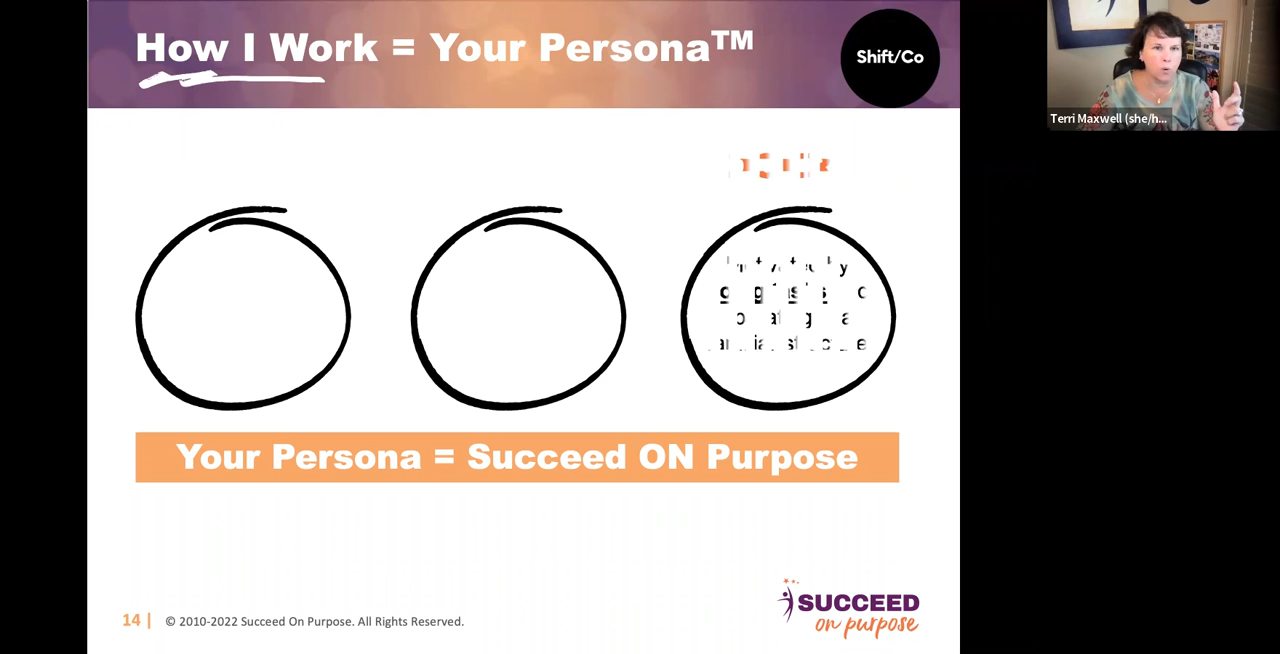 How I Work = Your Persona™
Shift/Co
Terri Maxwell (she/h...
Your Persona = Succeed ON Purpose
14 | © 2010-2022 Succeed On Purpose. All Rights Reserved.
SUCCEED
on purpose